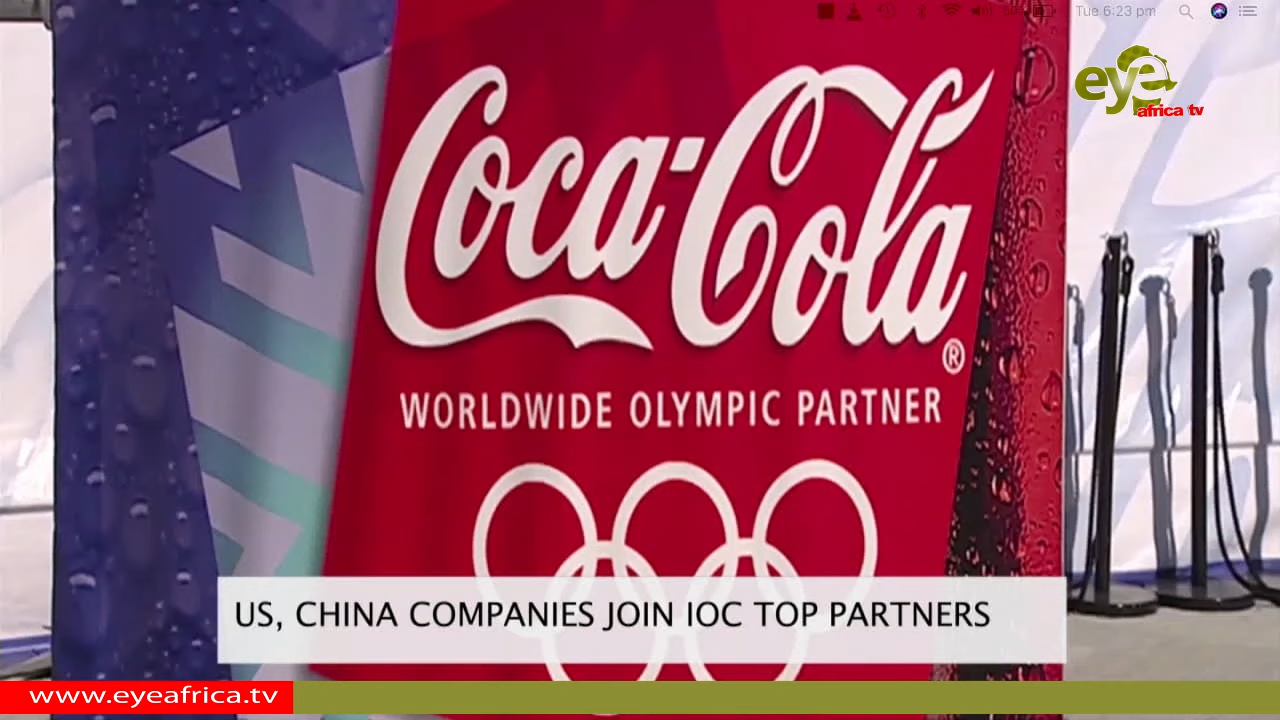 Tue 6:23 pm
eye
africa tv
Coca-Cola
®
WORLDWIDE OLYMPIC PARTNER
US, CHINA COMPANIES JOIN IOC TOP PARTNERS
www.eyeafrica.tv